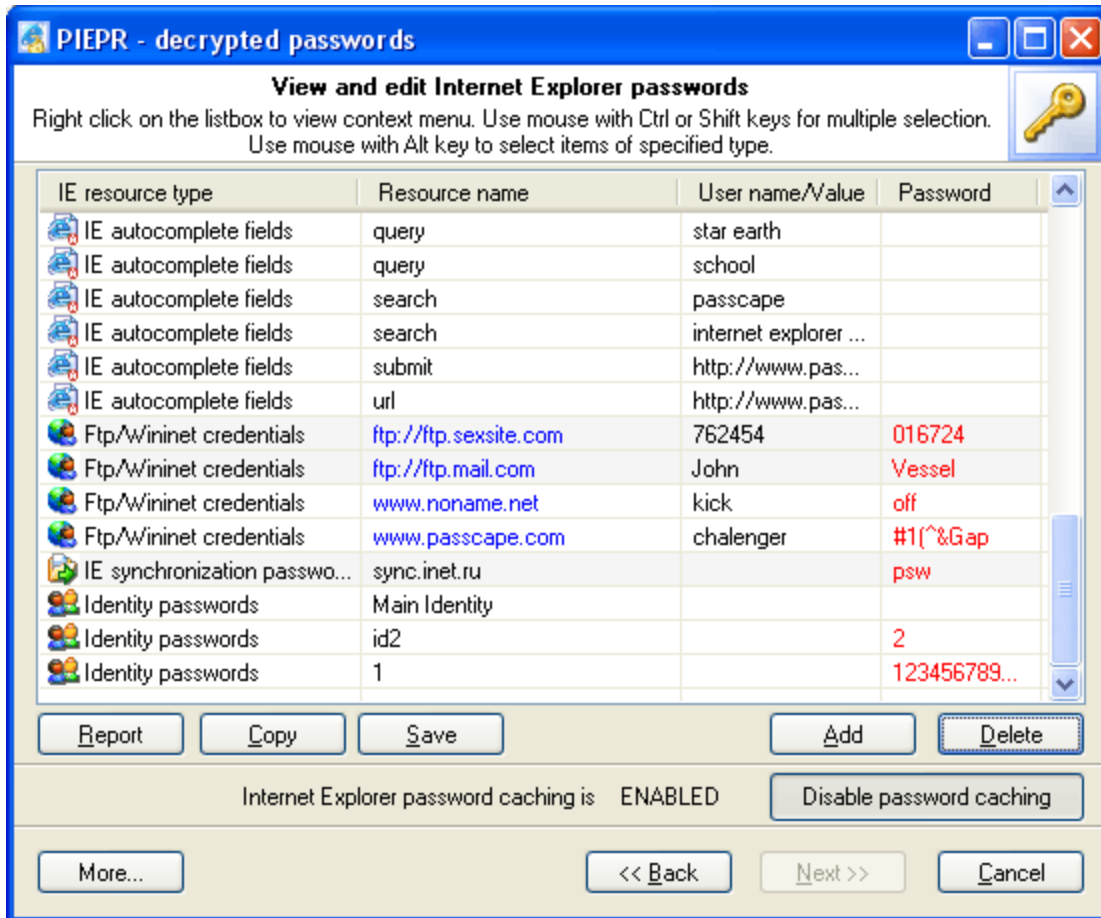 PIEPR - decrypted passwords
View and edit Internet Explorer passwords
Right click on the listbox to view context menu. Use mouse with Ctrl or Shift keys for multiple selection.
Use mouse with Alt key to select items of specified type.
IE resource type Resource name User name/Value Password
IE autocomplete fields query star earth
IE autocomplete fields query school
IE autocomplete fields search passcape
IE autocomplete fields search internet explorer ...
IE autocomplete fields submit http://www.pas...
IE autocomplete fields url http://www.pas...
Ftp/Wininet credentials ftp://ftp.sexsite.com 762454 016724
Ftp/Wininet credentials ftp://ftp.mail.com John Vessel
Ftp/Wininet credentials www.noname.net kick off
Ftp/Wininet credentials www.passcape.com chalenger #1(^&Gap
IE synchronization passwo... sync.inet.ru psw
Identity passwords Main Identity
Identity passwords id2 2
Identity passwords 1 123456789...
Report Copy Save Add Delete
Internet Explorer password caching is ENABLED Disable password caching
More... << Back Next >> Cancel